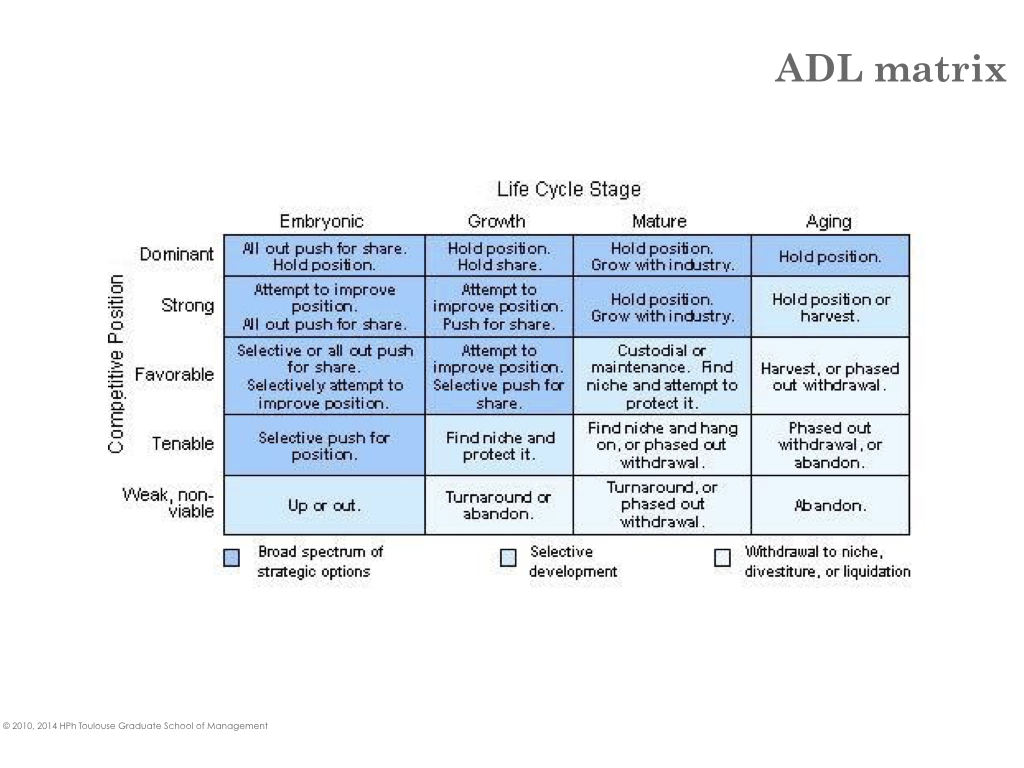 ADL matrix
Life Cycle Stage
Embryonic
Growth
Mature
Aging
Competitive Position
Dominant
All out push for share.
Hold position.
Hold position.
Hold share.
Hold position.
Grow with industry.
Hold position.
Strong
Attempt to improve
position.
All out push for share.
Attempt to
improve position.
Push for share.
Hold position.
Grow with industry.
Hold position or
harvest.
Favorable
Selective or all out push
for share.
Selectively attempt to
improve position.
Attempt to
improve position.
Selective push for
share.
Custodial or
maintenance. Find
niche and attempt to
protect it.
Harvest, or phased
out withdrawal.
Tenable
Selective push for
position.
Find niche and
protect it.
Find niche and hang
on, or phased out
withdrawal.
Phased out
withdrawal, or
abandon.
Weak, non-
viable
Up or out.
Turnaround or
abandon.
Turnaround, or
phased out
withdrawal.
Abandon.
Broad spectrum of
strategic options
Selective
development
Withdrawal to niche,
divestiture, or liquidation
© 2010, 2014 HPh Toulouse Graduate School of Management